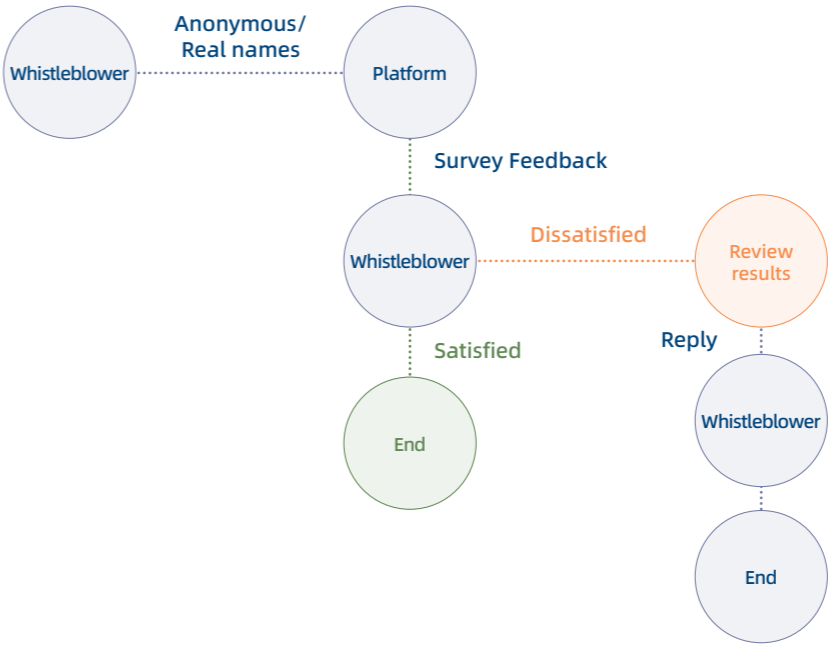 Anonymous/
Real names
Whistleblower
Platform
Survey Feedback
Whistleblower
Dissatisfied
Review
results
Satisfied
Reply
End
Whistleblower
End